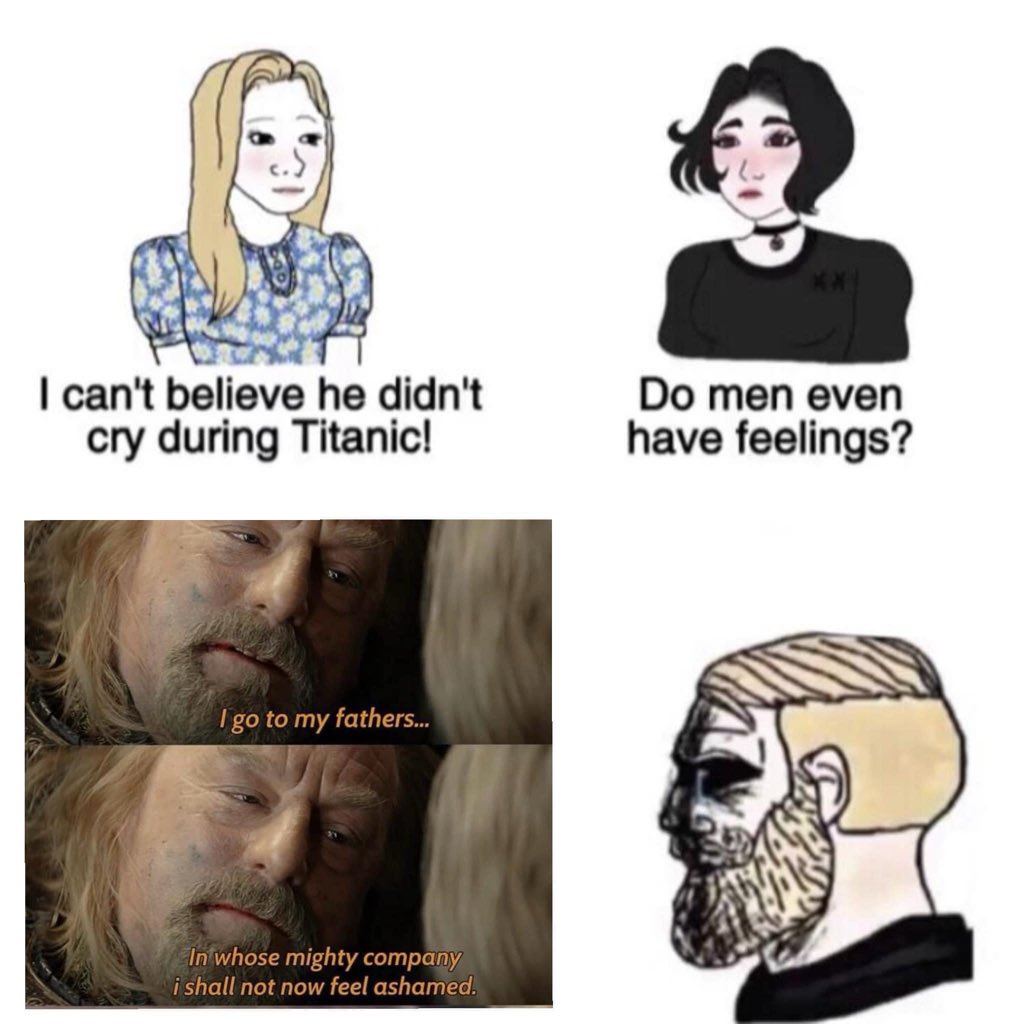 I can't believe he didn't
cry during Titanic!
Do men even
have feelings?
I go to my fathers...
In whose mighty company
i shall not now feel ashamed.